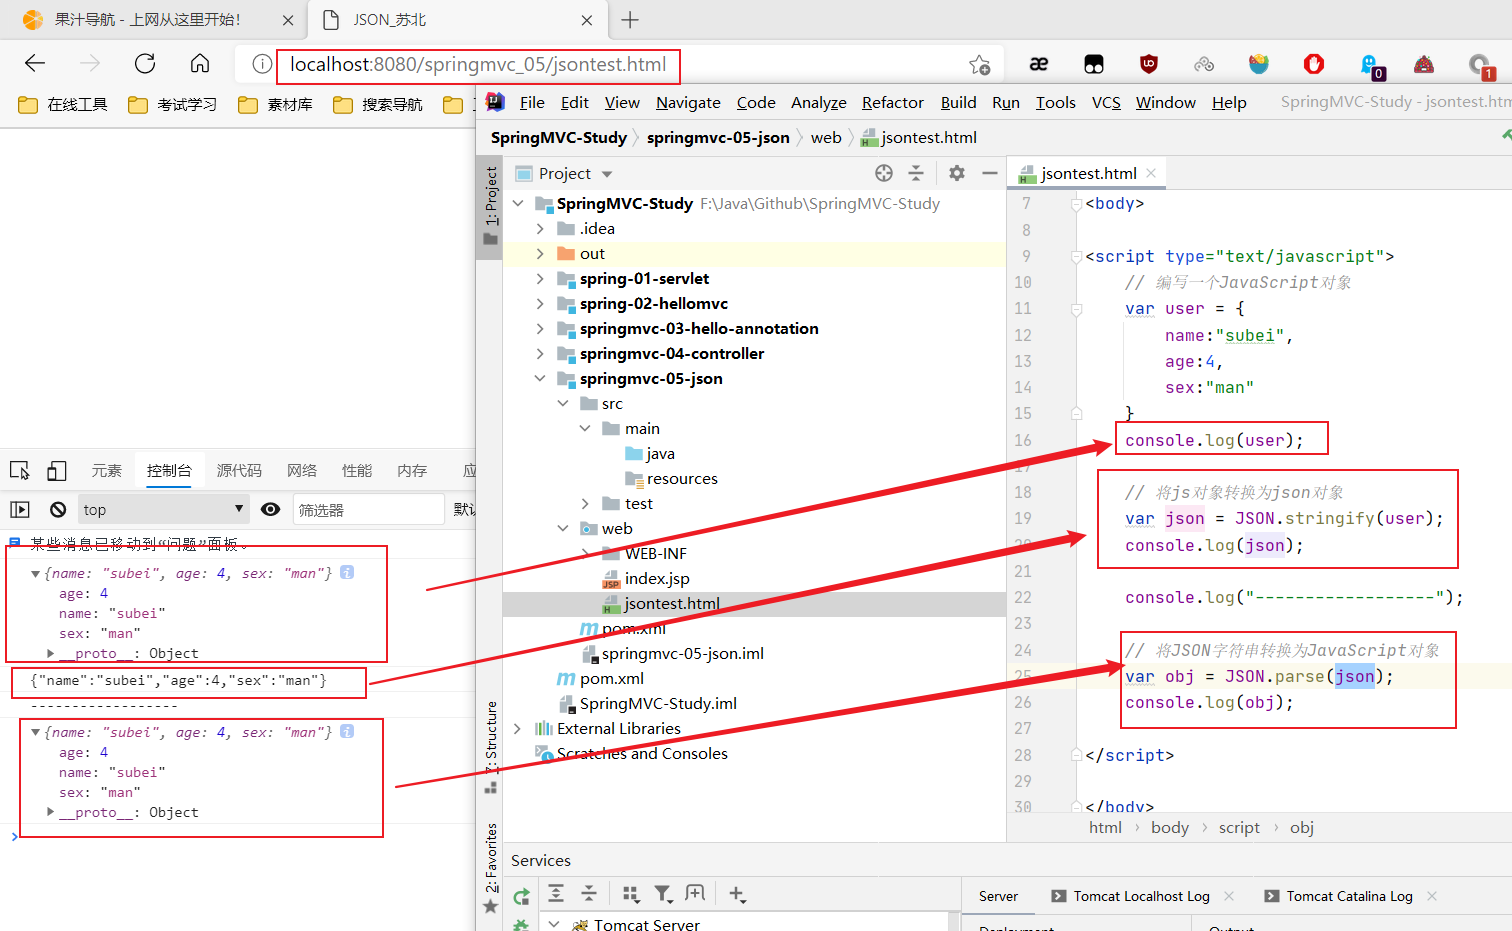 果汁导航 - 上网从这里开始!
JSON_苏北
localhost:8080/springmvc_05/jsontest.html
0
1
在线工具
考试学习
素材库
搜索导航
File Edit View Navigate Code Analyze Refactor Build Run Tools VCS Window Help
SpringMVC-Study - jsontest.htm
SpringMVC-Study
springmvc-05-json
web
jsontest.html
1: Project
Project
SpringMVC-Study F:\Java\Github\SpringMVC-Study
.idea
out
spring-01-servlet
spring-02-hellomvc
springmvc-03-hello-annotation
springmvc-04-controller
springmvc-05-json
src
main
java
resources
test
web
WEB-INF
index.jsp
jsontest.html
pom.xml
springmvc-05-json.iml
pom.xml
SpringMVC-Study.iml
External Libraries
Scratches and Consoles
7: Structure
2: Favorites
jsontest.html
7 <body>
8
9 <script type="text/javascript">
10 // 编写一个JavaScript对象
11 var user = {
12 name:"subei",
13 age:4,
14 sex:"man"
15 }
16 console.log(user);
17
18 // 将js对象转换为json对象
19 var json = JSON.stringify(user);
console.log(json);
21
22 console.log("------------------");
23
24 // 将JSON字符串转换为JavaScript对象
25 var obj = JSON.parse(json);
26 console.log(obj);
27
28 </script>
29
30 </body>
html body script obj
元素 控制台 源代码 网络 性能 内存 应
top
筛选器
默认
某些消息已移动到“问题”面板。
{name: "subei", age: 4, sex: "man"}
age: 4
name: "subei"
sex: "man"
__proto__: Object
{"name":"subei","age":4,"sex":"man"}
------------------
{name: "subei", age: 4, sex: "man"}
age: 4
name: "subei"
sex: "man"
__proto__: Object
Services
Tomcat Server
Server
Tomcat Localhost Log
Tomcat Catalina Log
Deployment
Output